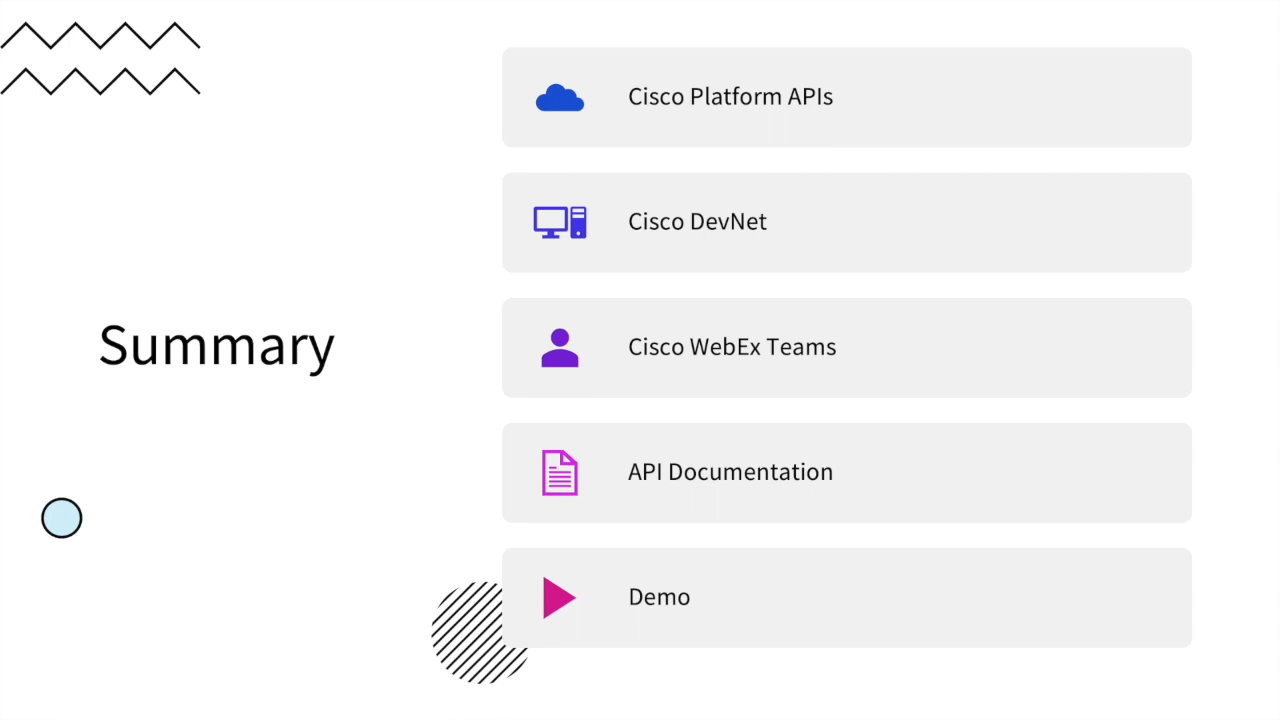 Summary
Cisco Platform APIs
Cisco DevNet
Cisco WebEx Teams
API Documentation
Demo